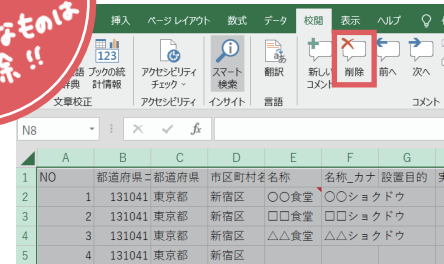 なものは
余!!
挿入 ページ レイアウト 数式 データ 校閲 表示 ヘルプ
123
語 ブックの統 アクセシビリティ スマート 翻訳 新しい 削除 前へ 次へ
辞典 計情報 チェック 検索 コメント
文章校正 アクセシビリティ インサイト 言語 コメント
N8 fx
A B C D E F G
1 NO 都道府県コ 都道府県 市区町村名 名称 名称_カナ 設置目的
2 1 131041 東京都 新宿区 〇〇食堂 〇〇ショクドウ
3 2 131041 東京都 新宿区 □□食堂 □□ショクドウ
4 3 131041 東京都 新宿区 △△食堂 △△ショクドウ
5 4 131041 東京都 新宿区